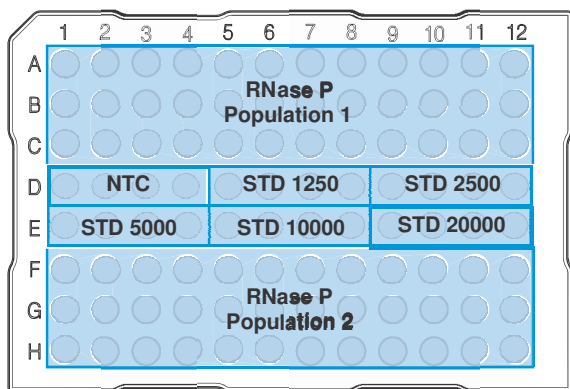 1 2 3 4 5 6 7 8 9 10 11 12
A
RNase P
B
Population 1
C
D NTC STD 1250 STD 2500
E STD 5000 STD 10000 STD 20000
F
RNase P
G
Population 2
H